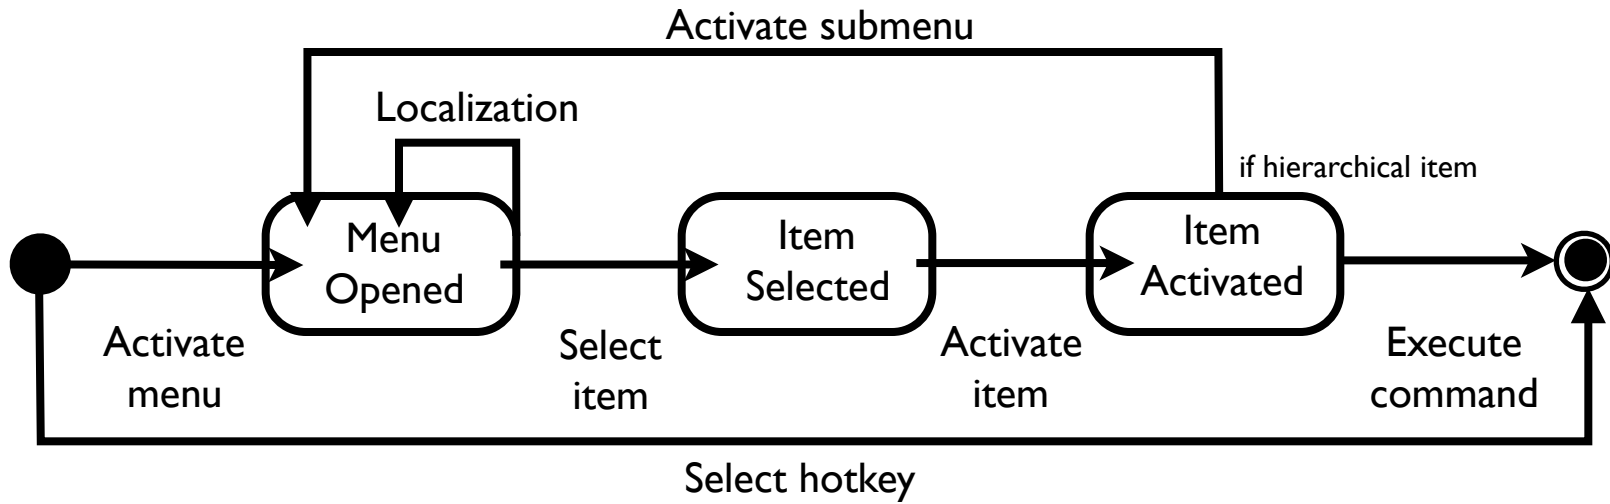 Activate submenu
Localization
if hierarchical item
Menu
Opened
Item
Selected
Item
Activated
Activate
menu
Select
item
Activate
item
Execute
command
Select hotkey